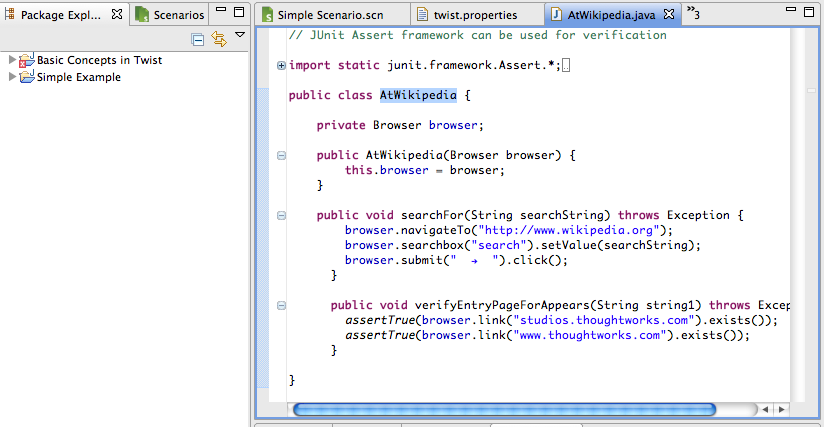 Package Expl...
Scenarios
Simple Scenario.scn
twist.properties
AtWikipedia.java
»3
Basic Concepts in Twist
Simple Example
// JUnit Assert framework can be used for verification
import static junit.framework.Assert.*;
public class AtWikipedia {
private Browser browser;
public AtWikipedia(Browser browser) {
this.browser = browser;
}
public void searchFor(String searchString) throws Exception {
browser.navigateTo("http://www.wikipedia.org");
browser.searchbox("search").setValue(searchString);
browser.submit("  →  ").click();
}
public void verifyEntryPageForAppears(String string1) throws Excep
assertTrue(browser.link("studios.thoughtworks.com").exists());
assertTrue(browser.link("www.thoughtworks.com").exists());
}
}